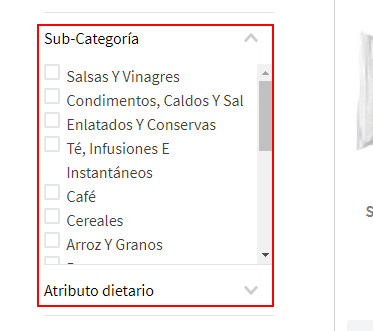 Sub-Categoría
Salsas Y Vinagres
Condimentos, Caldos Y Sal
Enlatados Y Conservas
Té, Infusiones E
Instantáneos
Café
Cereales
Arroz Y Granos
Atributo dietario